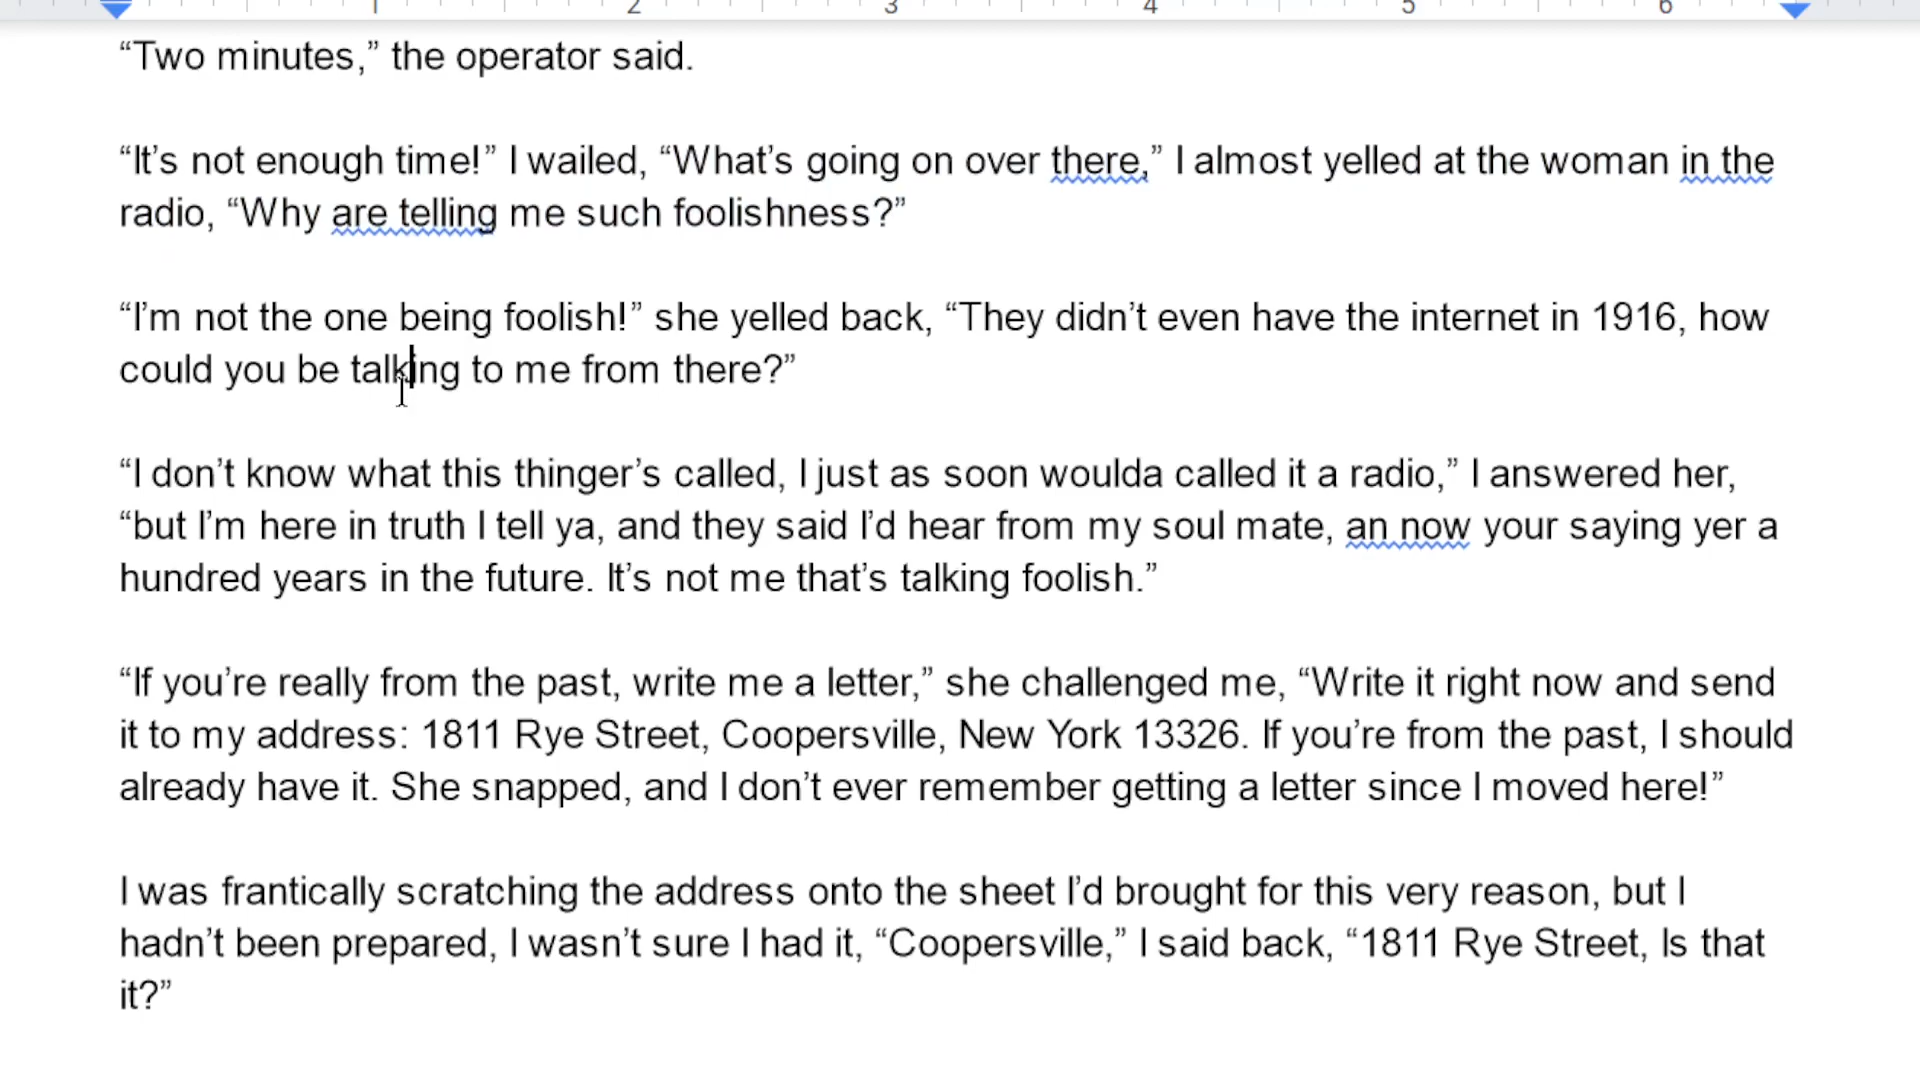 1 2 3 4 5 6
“Two minutes,” the operator said.
“It’s not enough time!” I wailed, “What’s going on over there,” I almost yelled at the woman in the
radio, “Why are telling me such foolishness?”
“I’m not the one being foolish!” she yelled back, “They didn’t even have the internet in 1916, how
could you be talking to me from there?”
“I don’t know what this thinger’s called, I just as soon woulda called it a radio,” I answered her,
“but I’m here in truth I tell ya, and they said I’d hear from my soul mate, an now your saying yer a
hundred years in the future. It’s not me that’s talking foolish.”
“If you’re really from the past, write me a letter,” she challenged me, “Write it right now and send
it to my address: 1811 Rye Street, Coopersville, New York 13326. If you’re from the past, I should
already have it. She snapped, and I don’t ever remember getting a letter since I moved here!”
I was frantically scratching the address onto the sheet I’d brought for this very reason, but I
hadn’t been prepared, I wasn’t sure I had it, “Coopersville,” I said back, “1811 Rye Street, Is that
it?”